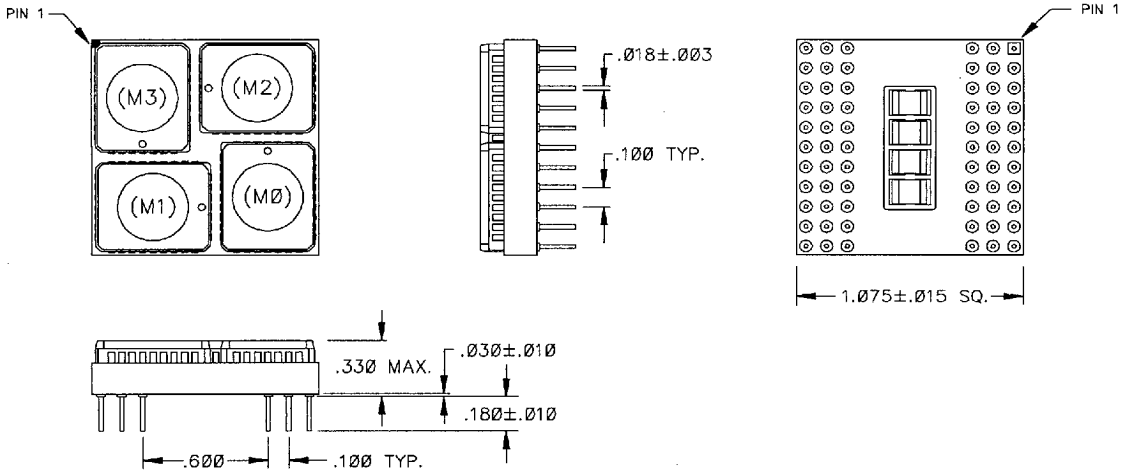 PIN 1
PIN 1
(M3)
(M2)
(M1)
(MØ)
.Ø18±.ØØ3
.1ØØ TYP.
1.Ø75±.Ø15 SQ.
.33Ø MAX.
.Ø3Ø±.Ø1Ø
.18Ø±.Ø1Ø
.6ØØ
.1ØØ TYP.